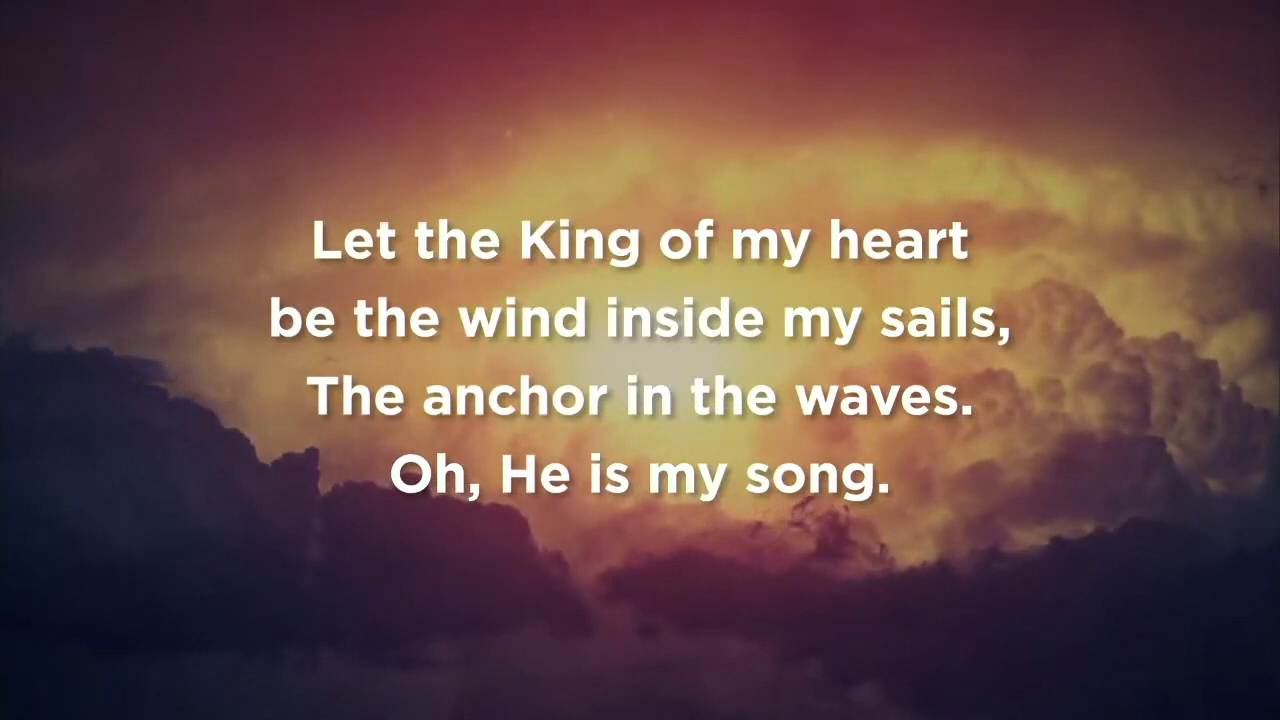 Let the King of my heart
be the wind inside my sails,
The anchor in the waves.
Oh, He is my song.